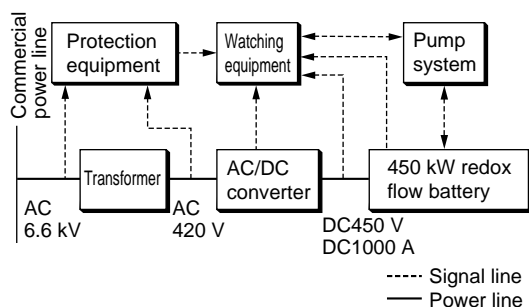 Commercial
power line
Protection
equipment
Watching
equipment
Pump
system
Transformer
AC/DC
converter
450 kW redox
flow battery
AC
6.6 kV
AC
420 V
DC450 V
DC1000 A
Signal line
Power line